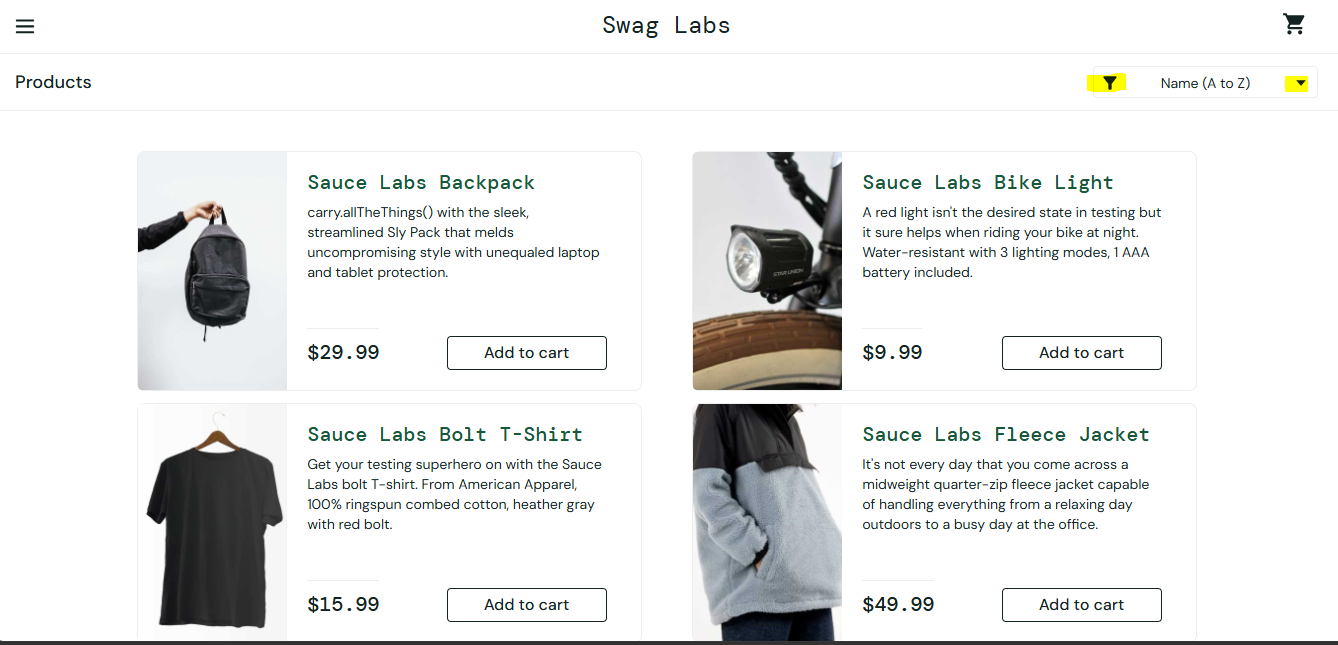 Swag Labs
Products
Name (A to Z)
Sauce Labs Backpack
carry.allTheThings() with the sleek,
streamlined Sly Pack that melds
uncompromising style with unequaled laptop
and tablet protection.
$29.99
Add to cart
Sauce Labs Bike Light
A red light isn't the desired state in testing but
it sure helps when riding your bike at night.
Water-resistant with 3 lighting modes, 1 AAA
battery included.
STAR UNION
$9.99
Add to cart
Sauce Labs Bolt T-Shirt
Get your testing superhero on with the Sauce
Labs bolt T-shirt. From American Apparel,
100% ringspun combed cotton, heather gray
with red bolt.
$15.99
Add to cart
Sauce Labs Fleece Jacket
It's not every day that you come across a
midweight quarter-zip fleece jacket capable
of handling everything from a relaxing day
outdoors to a busy day at the office.
$49.99
Add to cart